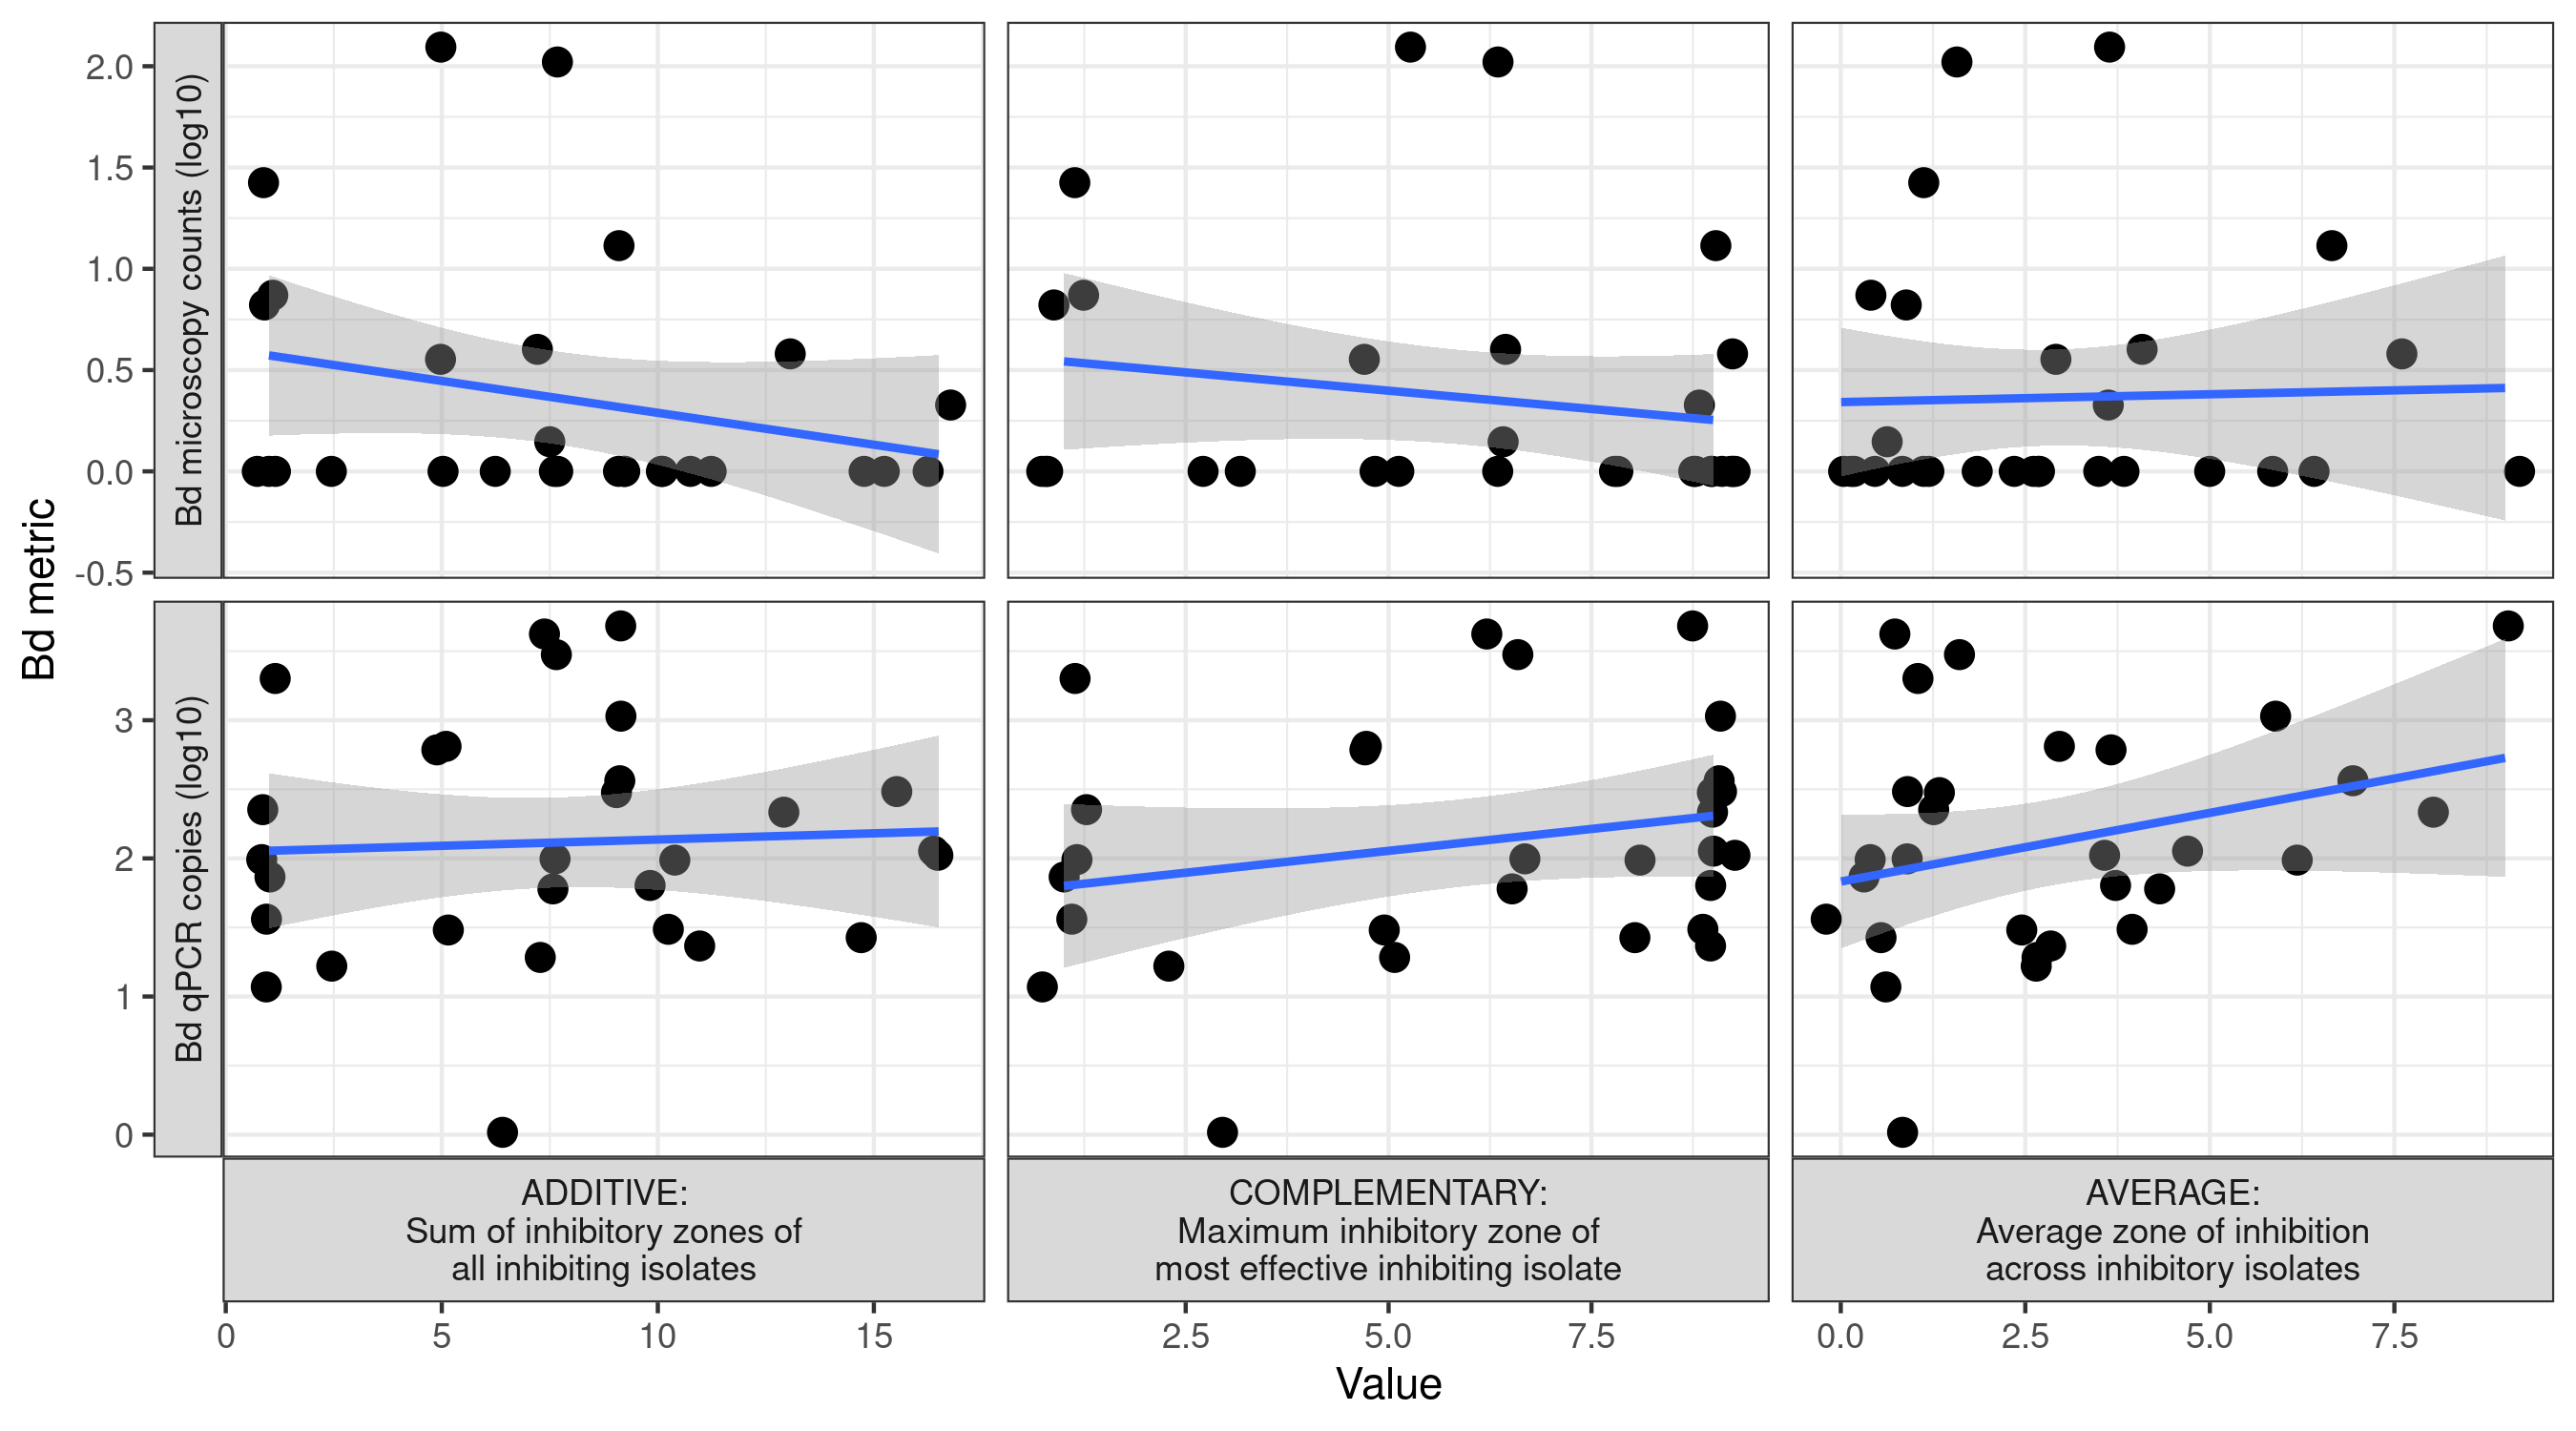 Bd metric
Bd microscopy counts (log10)
2.0
1.5
1.0
0.5
0.0
-0.5
Bd qPCR copies (log10)
3
2
1
0
ADDITIVE:
Sum of inhibitory zones of
all inhibiting isolates
COMPLEMENTARY:
Maximum inhibitory zone of
most effective inhibiting isolate
AVERAGE:
Average zone of inhibition
across inhibitory isolates
0 5 10 15
2.5 5.0 7.5
0.0 2.5 5.0 7.5
Value